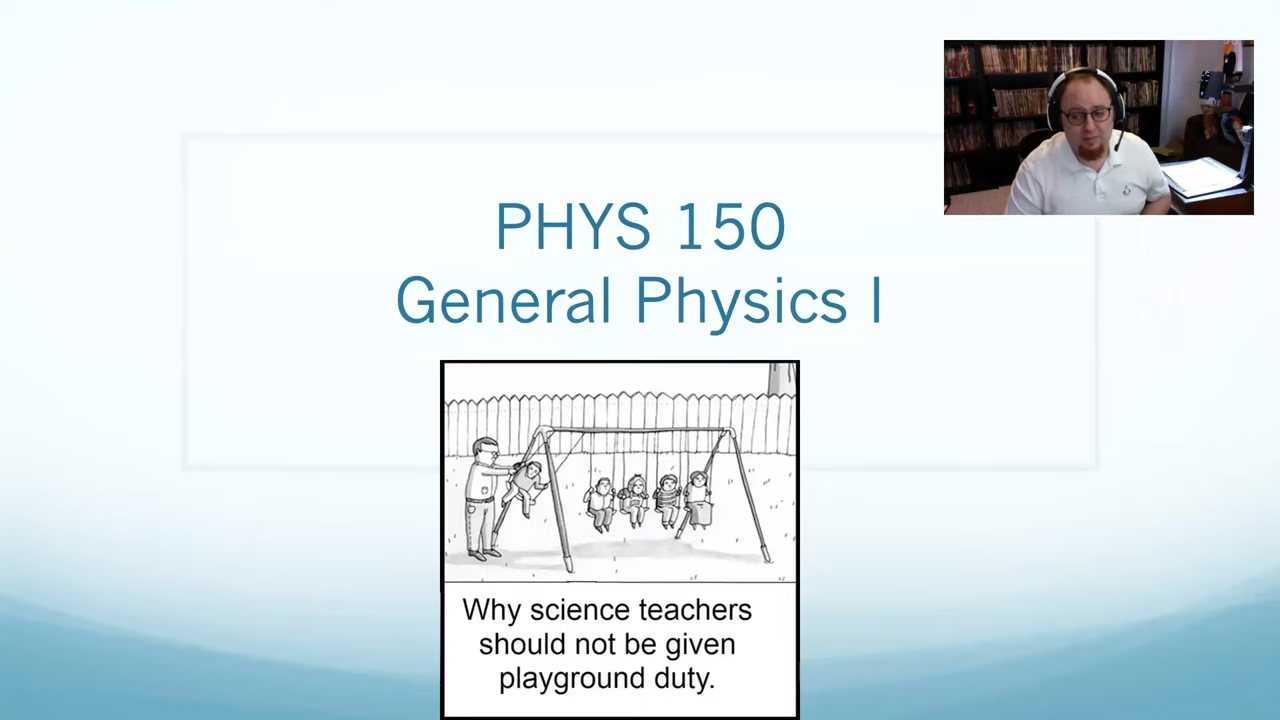 PHYS 150
General Physics I
Why science teachers
should not be given
playground duty.